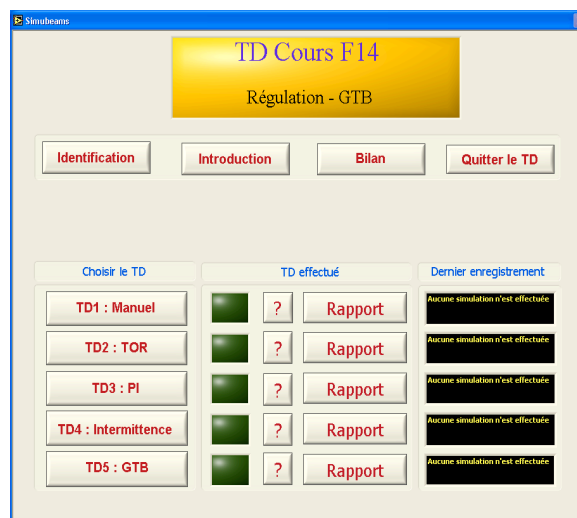 Simubeams
TD Cours F14
Régulation - GTB
Identification Introduction Bilan Quitter le TD
Choisir le TD TD effectué Dernier enregistrement
TD1 : Manuel ? Rapport Aucune simulation n'est effectuée
TD2 : TOR ? Rapport Aucune simulation n'est effectuée
TD3 : PI ? Rapport Aucune simulation n'est effectuée
TD4 : Intermittence ? Rapport Aucune simulation n'est effectuée
TD5 : GTB ? Rapport Aucune simulation n'est effectuée